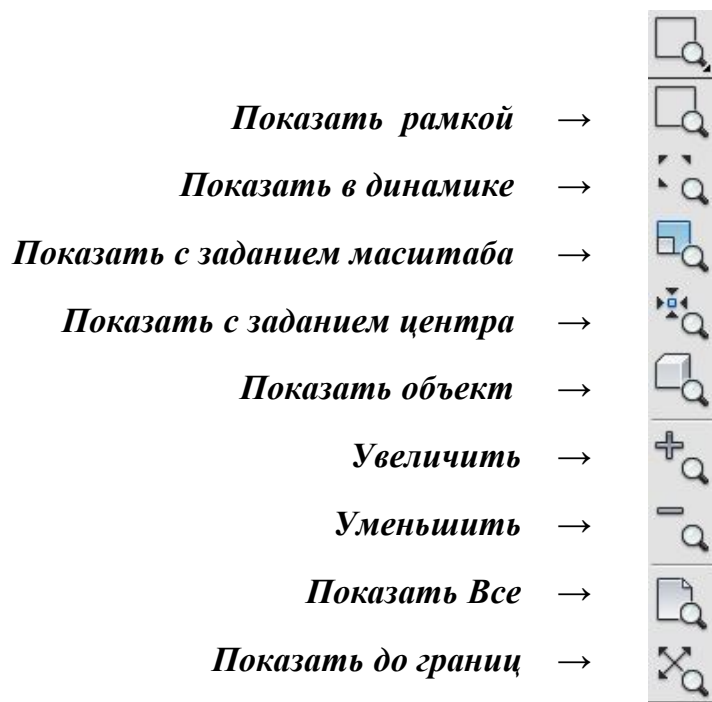 Показать рамкой →
Показать в динамике →
Показать с заданием масштаба →
Показать с заданием центра →
Показать объект →
Увеличить →
Уменьшить →
Показать Все →
Показать до границ →